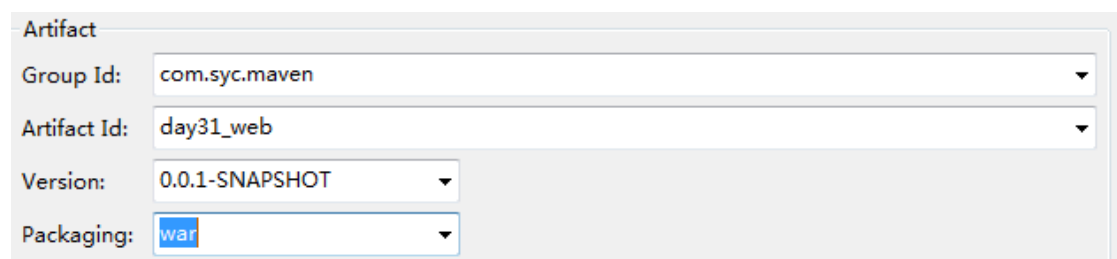 Artifact
Group Id: com.syc.maven
Artifact Id: day31_web
Version: 0.0.1-SNAPSHOT
Packaging: war